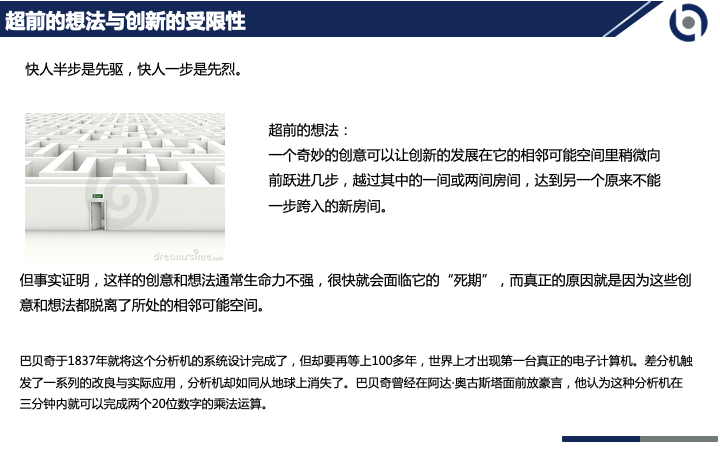 超前的想法与创新的受限性
快人半步是先驱，快人一步是先烈。
超前的想法：
一个奇妙的创意可以让创新的发展在它的相邻可能空间里稍微向
前跃进几步，越过其中的一间或两间房间，达到另一个原来不能
一步跨入的新房间。
dreamstime.com
但事实证明，这样的创意和想法通常生命力不强，很快就会面临它的“死期”，而真正的原因就是因为这些创
意和想法都脱离了所处的相邻可能空间。
巴贝奇于1837年就将这个分析机的系统设计完成了，但却要再等上100多年，世界上才出现第一台真正的电子计算机。差分机触
发了一系列的改良与实际应用，分析机却如同从地球上消失了。巴贝奇曾经在阿达·奥古斯塔面前放豪言，他认为这种分析机在
三分钟内就可以完成两个20位数字的乘法运算。